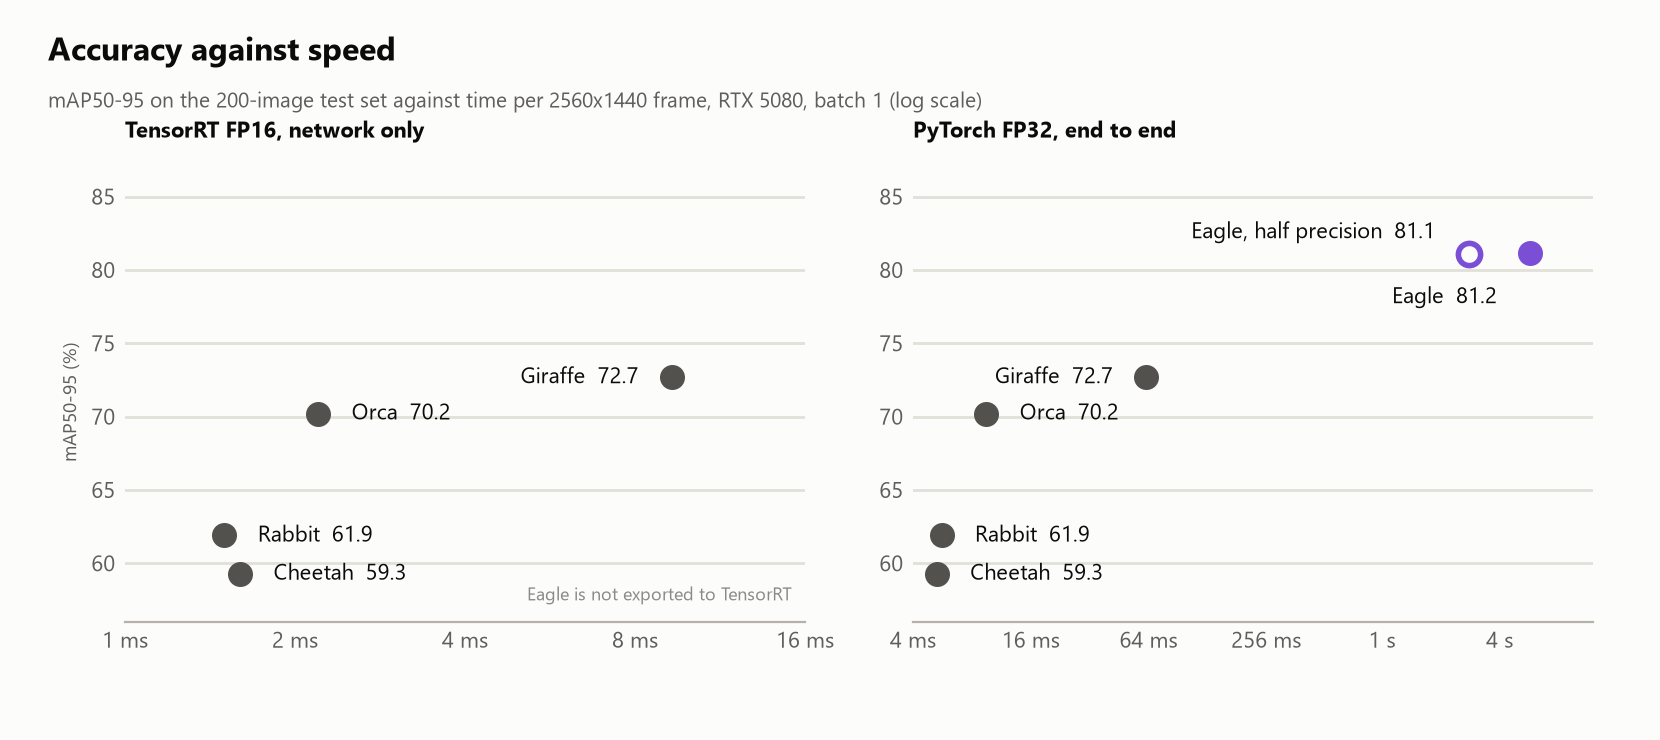 Accuracy against speed
mAP50-95 on the 200-image test set against time per 2560x1440 frame, RTX 5080, batch 1 (log scale)
TensorRT FP16, network only
mAP50-95 (%)
85
80
75
70
65
60
Giraffe 72.7
Orca 70.2
Rabbit 61.9
Cheetah 59.3
Eagle is not exported to TensorRT
1 ms 2 ms 4 ms 8 ms 16 ms
PyTorch FP32, end to end
85
80
75
70
65
60
Eagle, half precision 81.1
Eagle 81.2
Giraffe 72.7
Orca 70.2
Rabbit 61.9
Cheetah 59.3
4 ms 16 ms 64 ms 256 ms 1 s 4 s